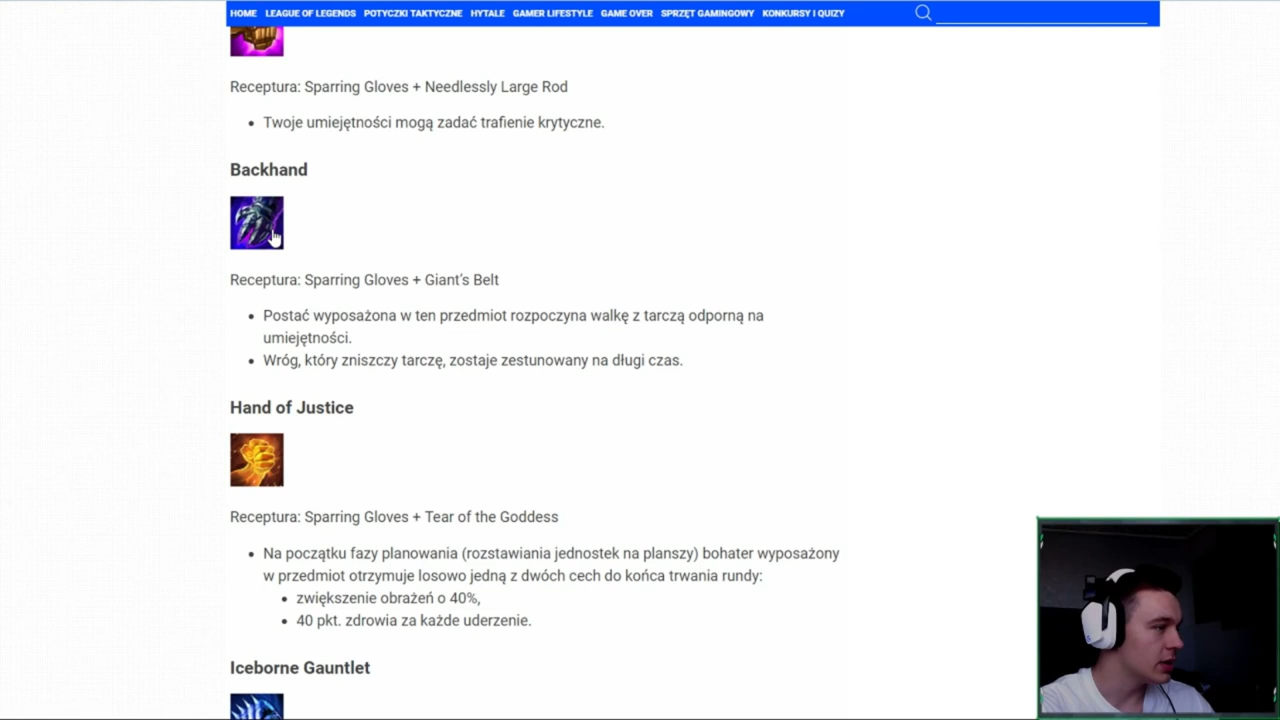 HOME LEAGUE OF LEGENDS POTYCZKI TAKTYCZNE HYTALE GAMER LIFESTYLE GAME OVER SPRZĘT GAMINGOWY KONKURSY I QUIZY
Receptura: Sparring Gloves + Needlessly Large Rod
• Twoje umiejętności mogą zadać trafienie krytyczne.
Backhand
Receptura: Sparring Gloves + Giant's Belt
• Postać wyposażona w ten przedmiot rozpoczyna walkę z tarczą odporną na
umiejętności.
• Wróg, który zniszczy tarczę, zostaje zestunowany na długi czas.
Hand of Justice
Receptura: Sparring Gloves + Tear of the Goddess
• Na początku fazy planowania (rozstawiania jednostek na planszy) bohater wyposażony
w przedmiot otrzymuje losowo jedną z dwóch cech do końca trwania rundy:
• zwiększenie obrażeń o 40%,
• 40 pkt. zdrowia za każde uderzenie.
Iceborne Gauntlet